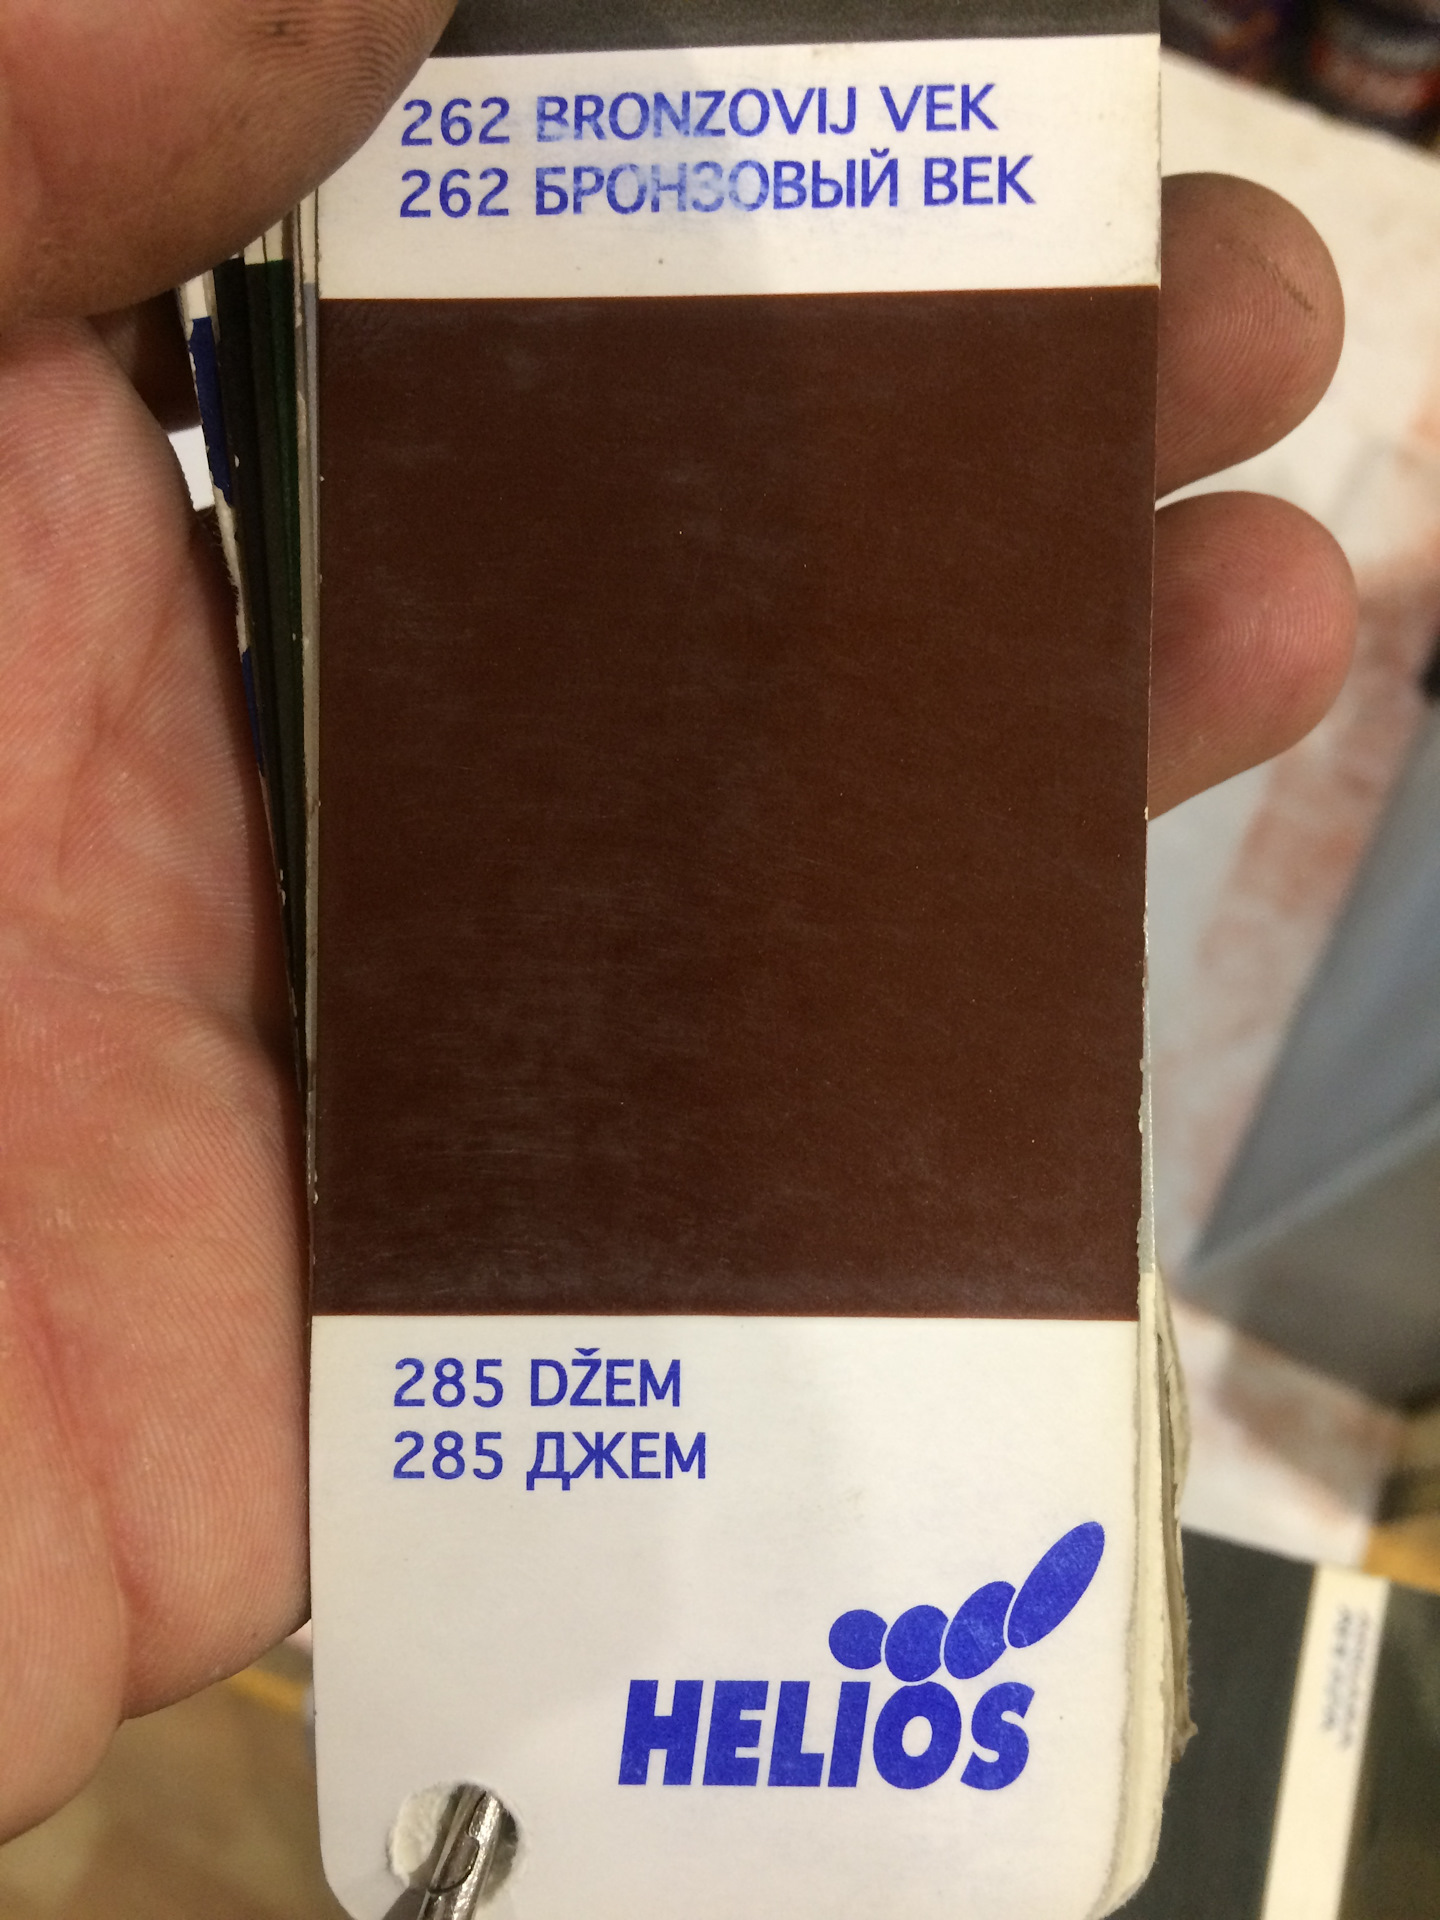 262 BRONZOVIJ VEK
262 БРОНЗОВЫЙ ВЕК
285 DŽEM
285 ДЖЕМ
HELIOS